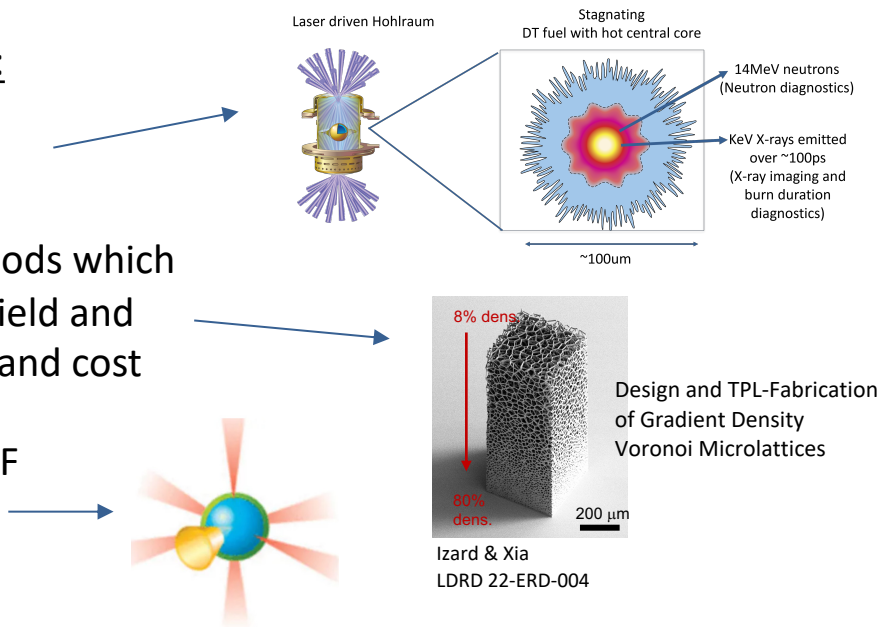 Laser driven Hohlraum
Stagnating
DT fuel with hot central core
14MeV neutrons
(Neutron diagnostics)
KeV X-rays emitted
over ~100ps
(X-ray imaging and
burn duration
diagnostics)
~100um
ods which
ield and
and cost
F
8% dens.
80%
dens.
200 μm
Design and TPL-Fabrication
of Gradient Density
Voronoi Microlattices
Izard & Xia
LDRD 22-ERD-004